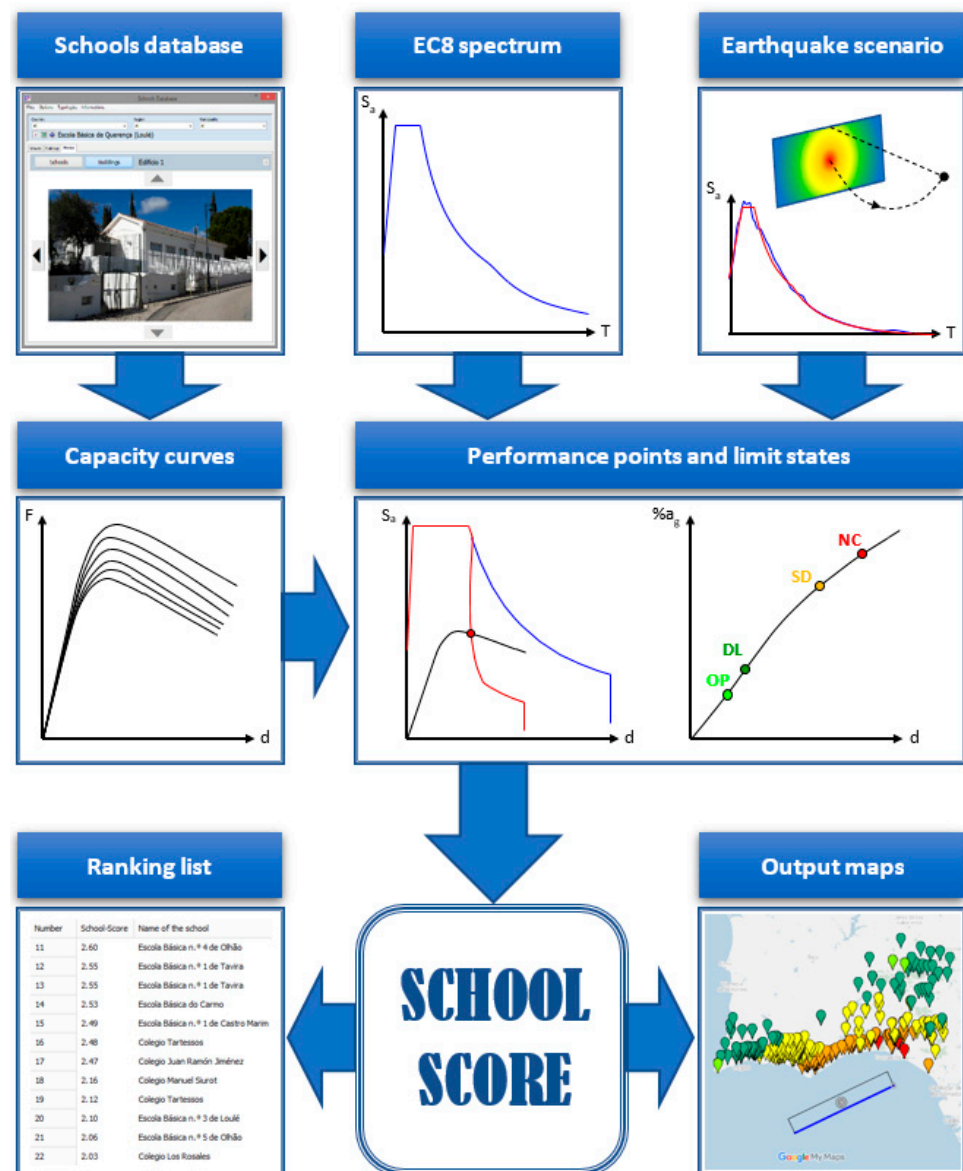 Schools database
EC8 spectrum
Earthquake scenario
Schools Database
Escola Básica de Querença (Loulé)
Schools
Buildings
Edifício 1
Sa
T
Sa
T
Capacity curves
Performance points and limit states
F
d
Sa
d
%ag
NC
SD
DL
OP
d
Ranking list
Output maps
Number School-Score Name of the school
11 2.60 Escola Básica n.º 4 de Olhão
12 2.55 Escola Básica n.º 1 de Tavira
13 2.55 Escola Básica n.º 1 de Tavira
14 2.53 Escola Básica do Carmo
15 2.49 Escola Básica n.º 1 de Castro Marim
16 2.48 Colegio Tartessos
17 2.47 Colegio Juan Ramón Jiménez
18 2.16 Colegio Manuel Siurot
19 2.12 Colegio Tartessos
20 2.10 Escola Básica n.º 3 de Loulé
21 2.06 Escola Básica n.º 5 de Olhão
22 2.03 Colegio Los Rosales
SCHOOL
SCORE
Google My Maps